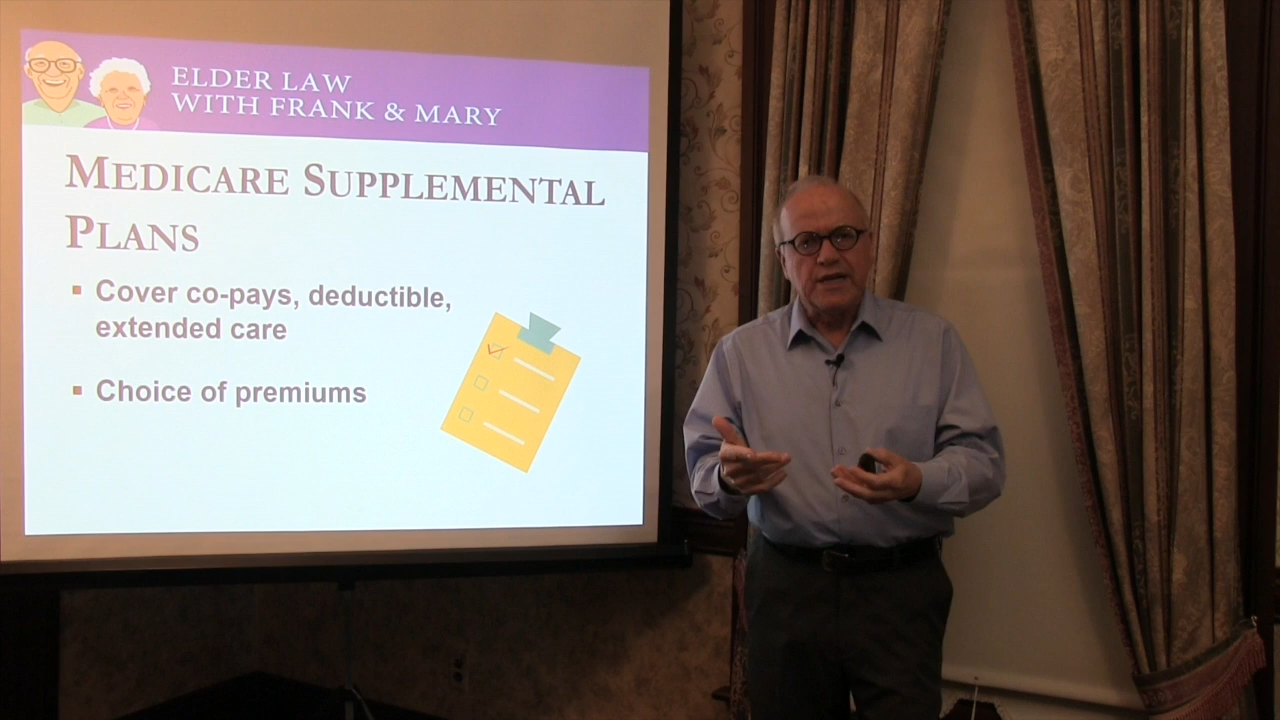 ELDER LAW
WITH FRANK & MARY
MEDICARE SUPPLEMENTAL
PLANS
Cover co-pays, deductible,
extended care
Choice of premiums